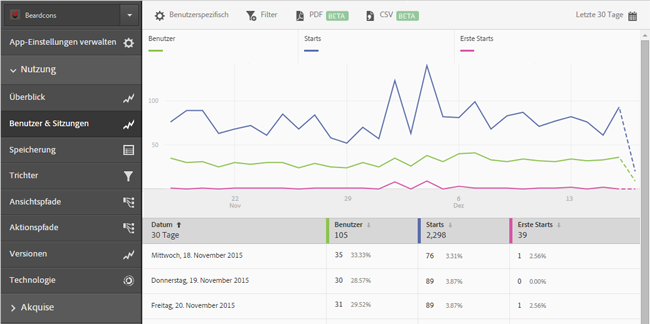 Beardcons
Benutzerspezifisch Filter PDF BETA CSV BETA Letzte 30 Tage
App-Einstellungen verwalten
Nutzung
Überblick
Benutzer & Sitzungen
Speicherung
Trichter
Ansichtspfade
Aktionspfade
Versionen
Technologie
Akquise
Benutzer Starts Erste Starts
100
50
22 29 6 13
Nov Dez
Datum Benutzer Starts Erste Starts
30 Tage 105 2,298 39
Mittwoch, 18. November 2015 35 33.33% 76 3.31% 1 2.56%
Donnerstag, 19. November 2015 30 28.57% 89 3.87% 0 0.00%
Freitag, 20. November 2015 31 29.52% 89 3.87% 1 2.56%